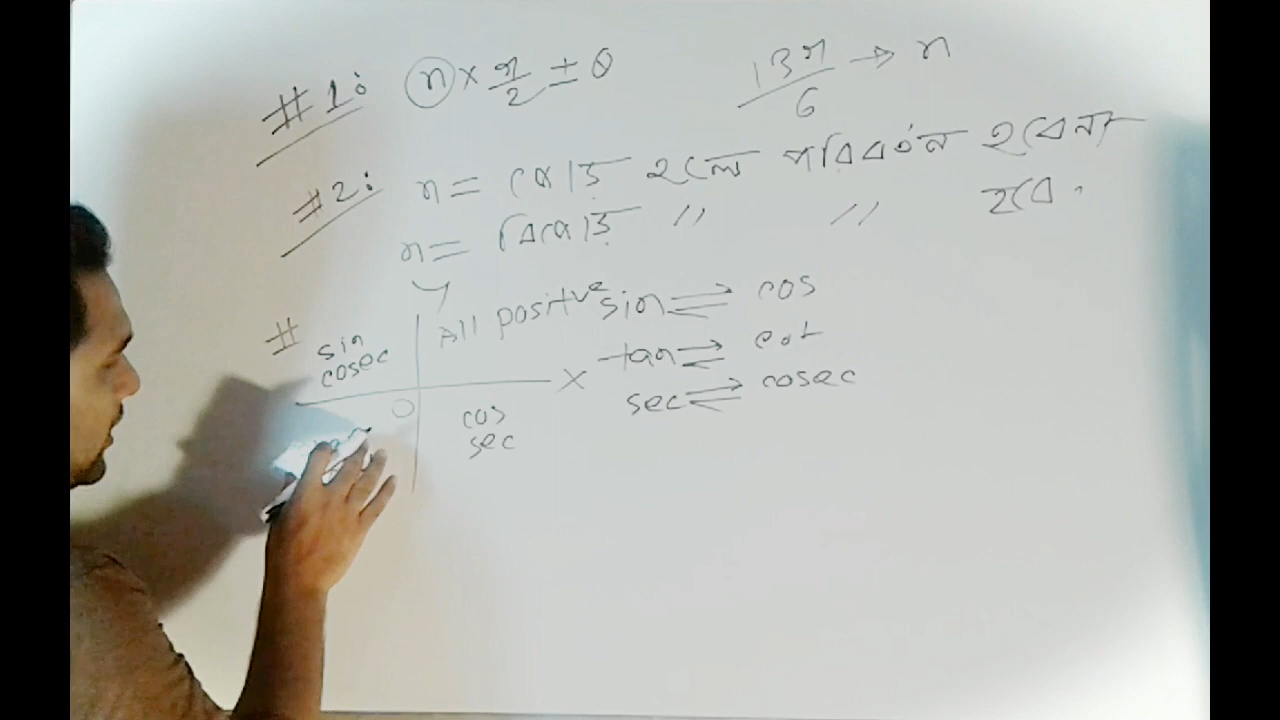 #1: n × π/2 ± θ
13π/6 → n
#2: n = জোড় হলে পরিবর্তন হবেনা
n = বিজোড় " " হবে।
#
Y
sin
cosec
All positve
O
X
cos
sec
sin ⇌ cos
tan ⇌ cot
sec ⇌ cosec